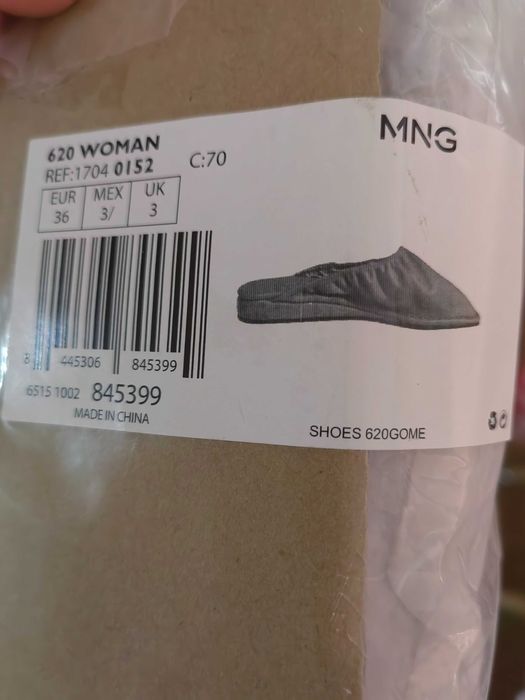 MNG
620 WOMAN
REF:1704 0152 C:70
EUR MEX UK
36 3/ 3
8 445306 845399
6515 1002 845399
MADE IN CHINA
SHOES 620GOME